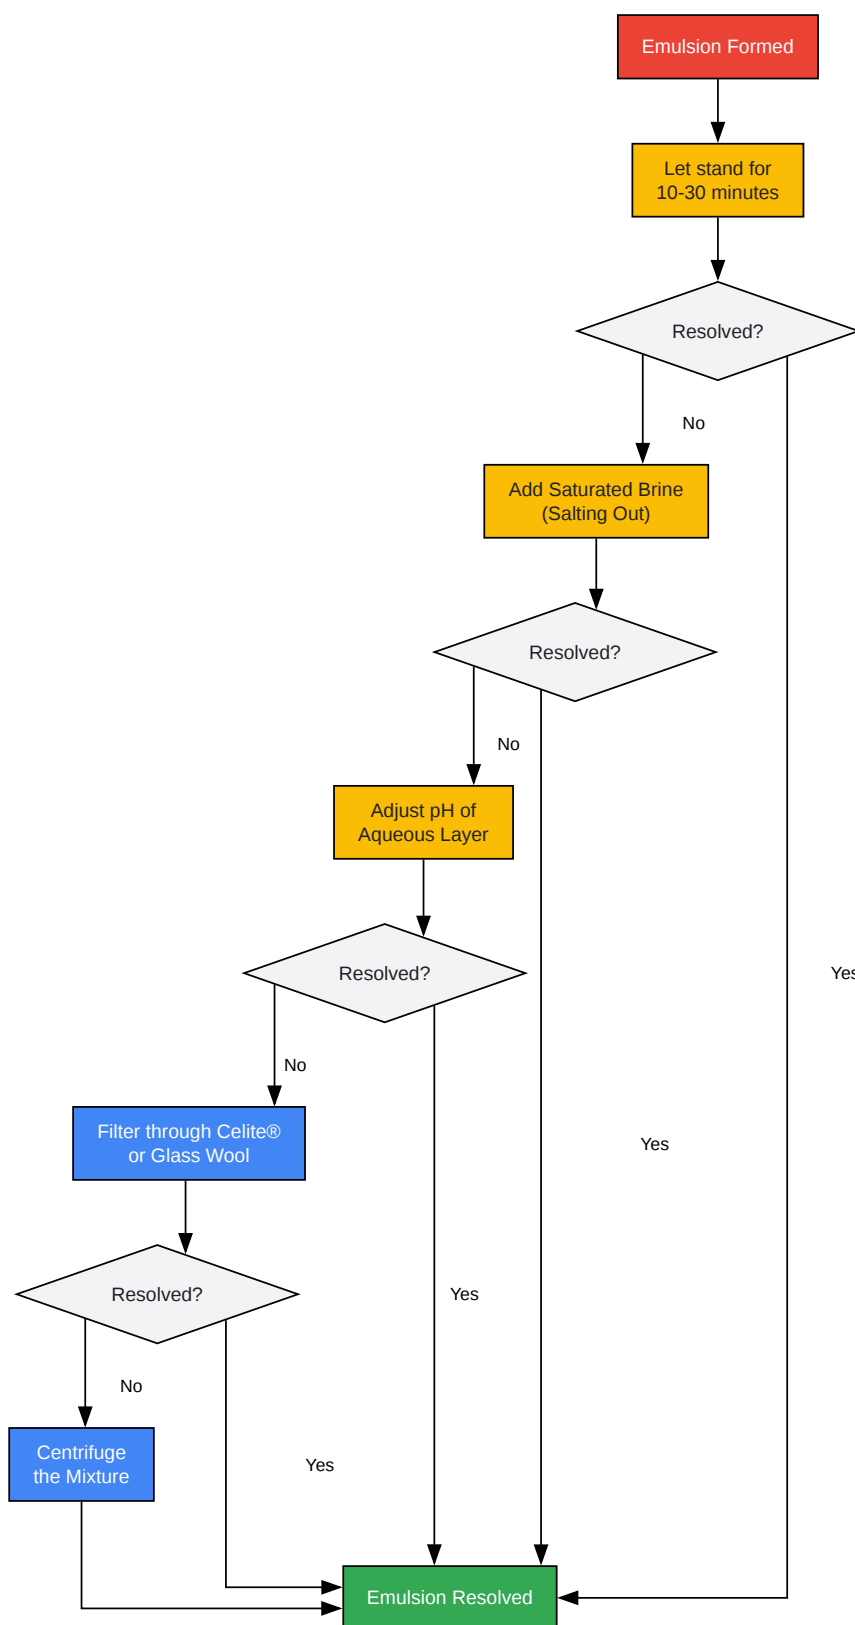 Emulsion Formed
Let stand for
10-30 minutes
Resolved?
No
Add Saturated Brine
(Salting Out)
Resolved?
No
Adjust pH of
Aqueous Layer
Resolved?
Yes
No
Filter through Celite®
or Glass Wool
Yes
Resolved?
Yes
No
Centrifuge
the Mixture
Yes
Emulsion Resolved